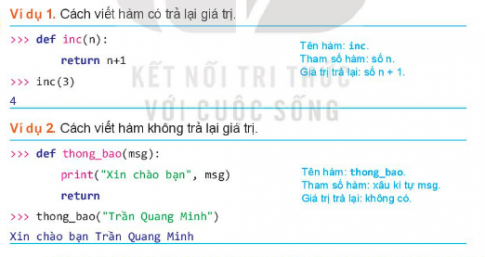 Ví dụ 1. Cách viết hàm có trả lại giá trị.
>>> def inc(n):
return n+1
>>> inc(3)
4
Tên hàm: inc.
Tham số hàm: số n.
Giá trị trả lại: số n + 1.
KẾT NỐI TRI THỨC
VỚI CUỘC SỐNG
Ví dụ 2. Cách viết hàm không trả lại giá trị.
>>> def thong_bao(msg):
print("Xin chào bạn", msg)
return
>>> thong_bao("Trần Quang Minh")
Xin chào bạn Trần Quang Minh
Tên hàm: thong_bao.
Tham số hàm: xâu kí tự msg.
Giá trị trả lại: không có.